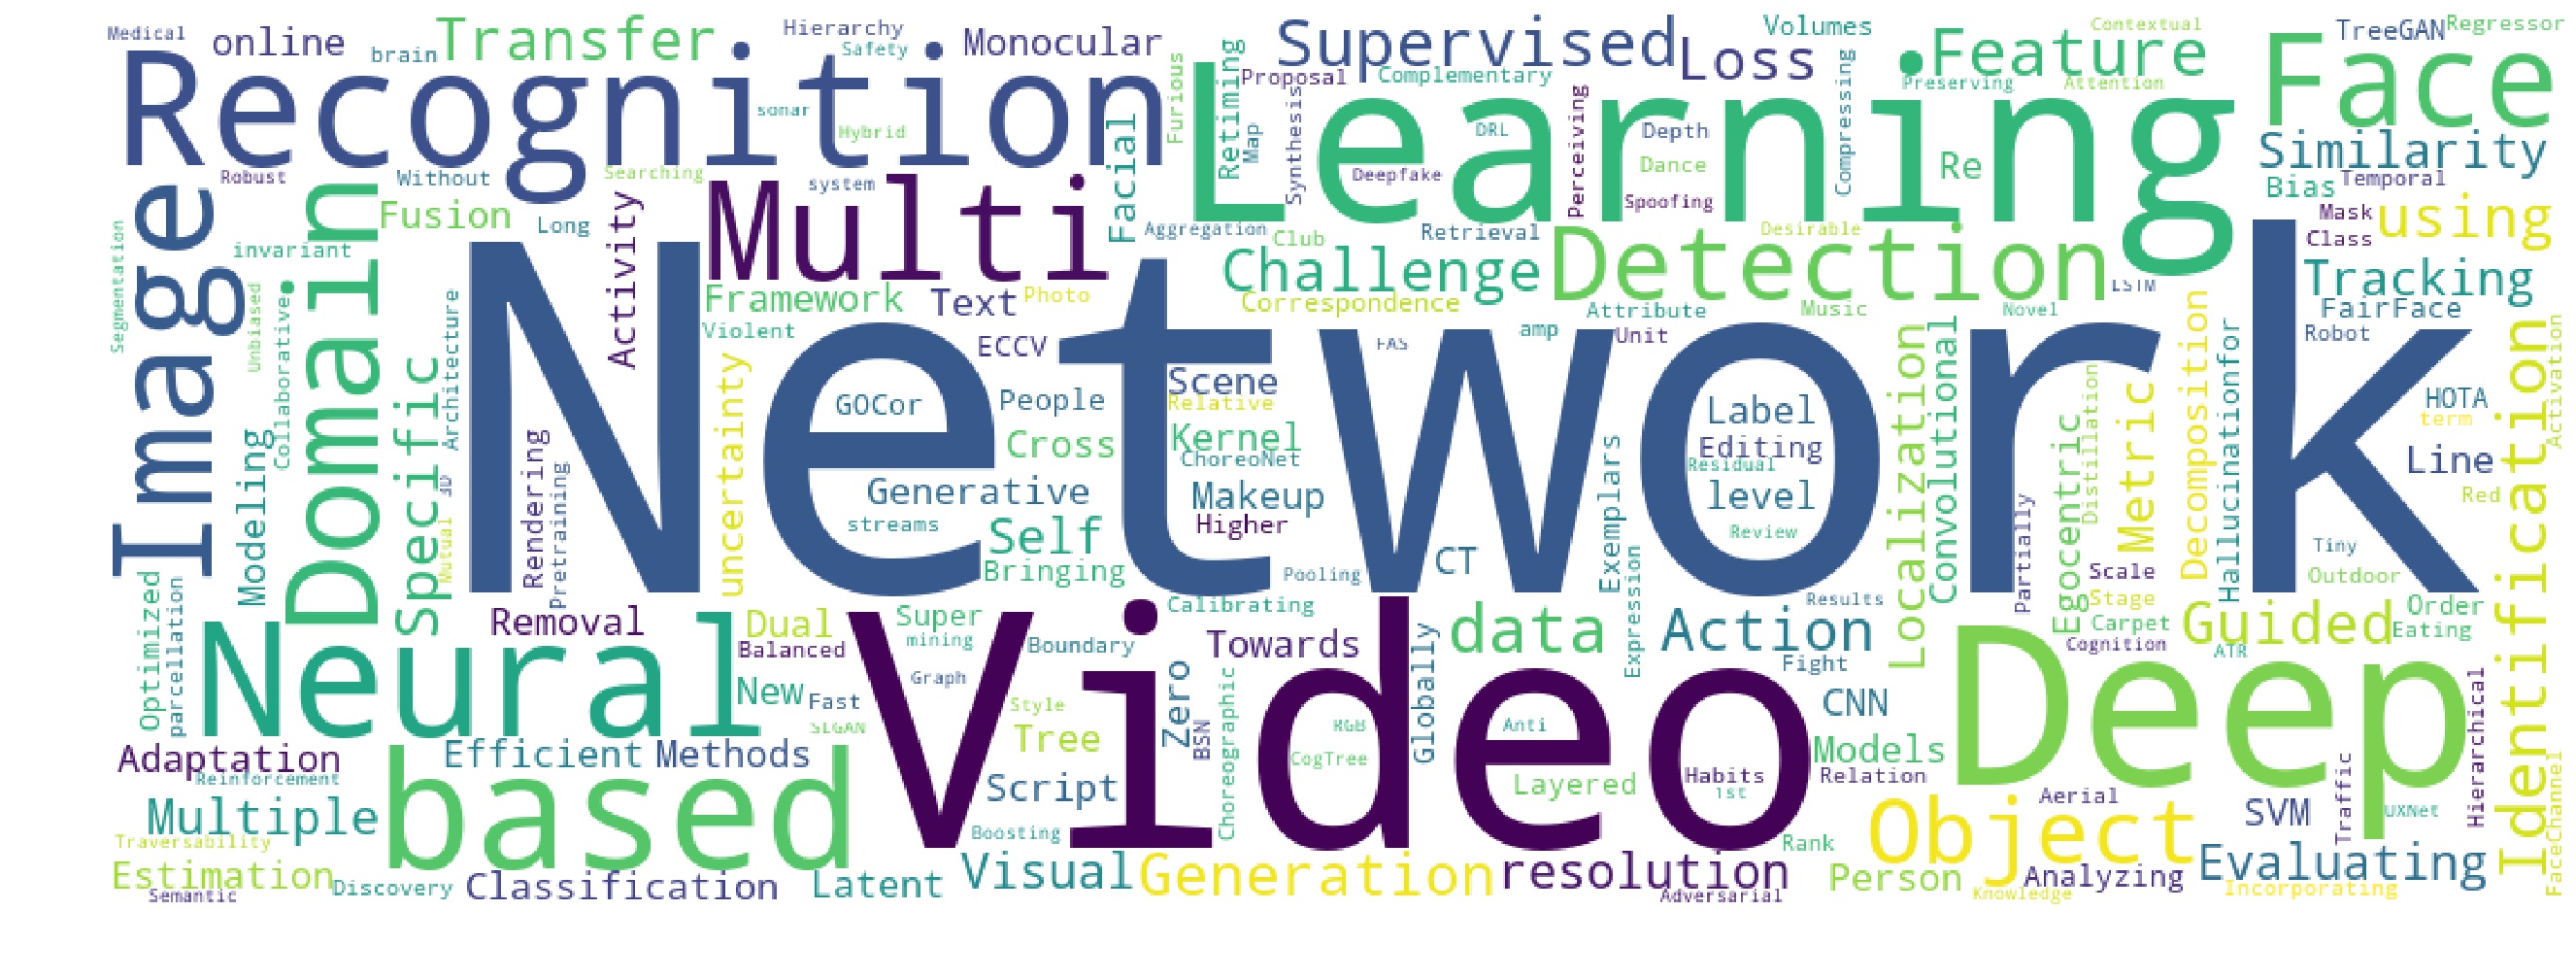 Medical
online
brain
Transfer
Hierarchy
Safety
Monocular
Supervised
Loss
Volumes
Feature
Contextual
TreeGAN
Regressor
Face
Recognition
sonar
Hybrid
Furious
Retiming
Map
Proposal
Synthesis
Complementary
Learning
DRL
Perceiving
Depth
Dance
Deepfake
Spoofing
Compressing
Preserving
Attention
Re
Similarity
Bias
Temporal
Mask
Class
using
Robust
Without
Searching
system
Facial
Multi
Image
Domain
Fusion
Long
Activity
invariant
Segmentation
Unbiased
Collaborative
Aggregation
Club
Retrieval
Desirable
Challenge
Detection
Tracking
Framework
Text
Photo
Correspondence
Attribute
Music
LSTM
Novel
FairFace
Violent
ECCV
amp
Unit
FAS
Robot
Network
Specific
Architecture
uncertainty
GOCor
People
Scene
Relative
Cross
Kernel
ChoreoNet
Label
Editing
Residual
level
Review
Localization
Convolutional
Egocentric
Distillation
Metric
Decomposition
Hallucinationfor
HOTA
term
Line
Red
Identification
Activation
Modeling
3D
Mutual
Rendering
Pretraining
Generative
streams
Self
Bringing
Makeup
Higher
Pooling
CT
Exemplars
Expression
Partially
Scale
Stage
Tiny
Outdoor
Order
Eating
Optimized
parcellation
Neural
Removal
Dual
Balanced
Super
mining
Boundary
Calibrating
Towards
Globally
data
Action
Results
Fight
Carpet
Cognition
Guided
ATR
New
Fast
Graph
SLGAN
Style
Tree
Zero
BSN
Choreographic
Video
RGB
CogTree
Anti
Layered
Habits
1st
CNN
Models
Relation
Deep
Adaptation
Reinforcement
Efficient
Methods
based
Script
Boosting
Multiple
Traversability
Estimation
Semantic
Discovery
Classification
Latent
Visual
Generation
resolution
Adversarial
Rank
Person
Object
Aerial
Analyzing
Knowledge
SVM
Traffic
UXNet
Hierarchical
Evaluating
Incorporating
FaceChannel